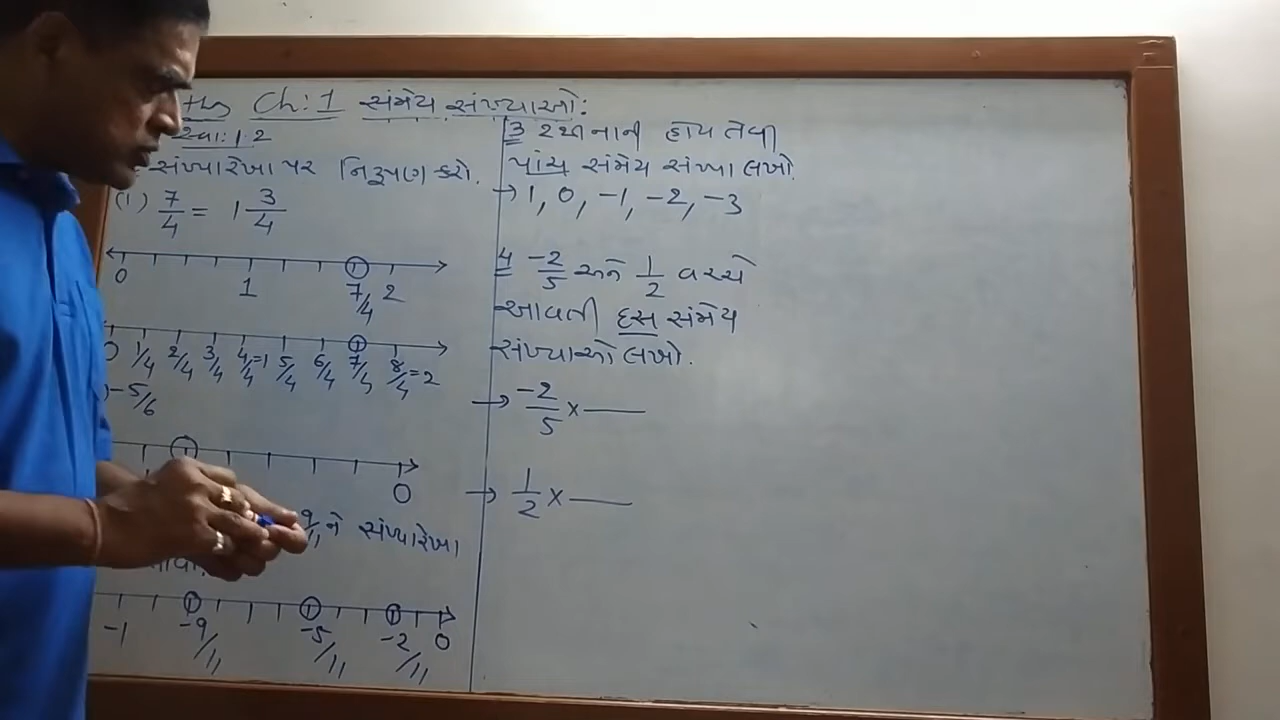 Ch: 1 સંમેય સંખ્યાઓ:
સ્વા: 1.2
સંખ્યારેખા પર નિરૂપણ કરો.
(1) 7/4 = 1 3/4
0 1 7/4 2
0 1/4 2/4 3/4 4/4=1 5/4 6/4 7/4 8/4=2
-5/6
0
9/11 ને સંખ્યારેખા
-1 -9/11 -5/11 -2/11 0
3 2 થી નાની હોય તેવી
પાંચ સંમેય સંખ્યા લખો.
→ 1, 0, -1, -2, -3
4 -2/5 અને 1/2 વચ્ચે
આવતી દસ સંમેય
સંખ્યાઓ લખો.
→ -2/5 × ——
→ 1/2 × ——